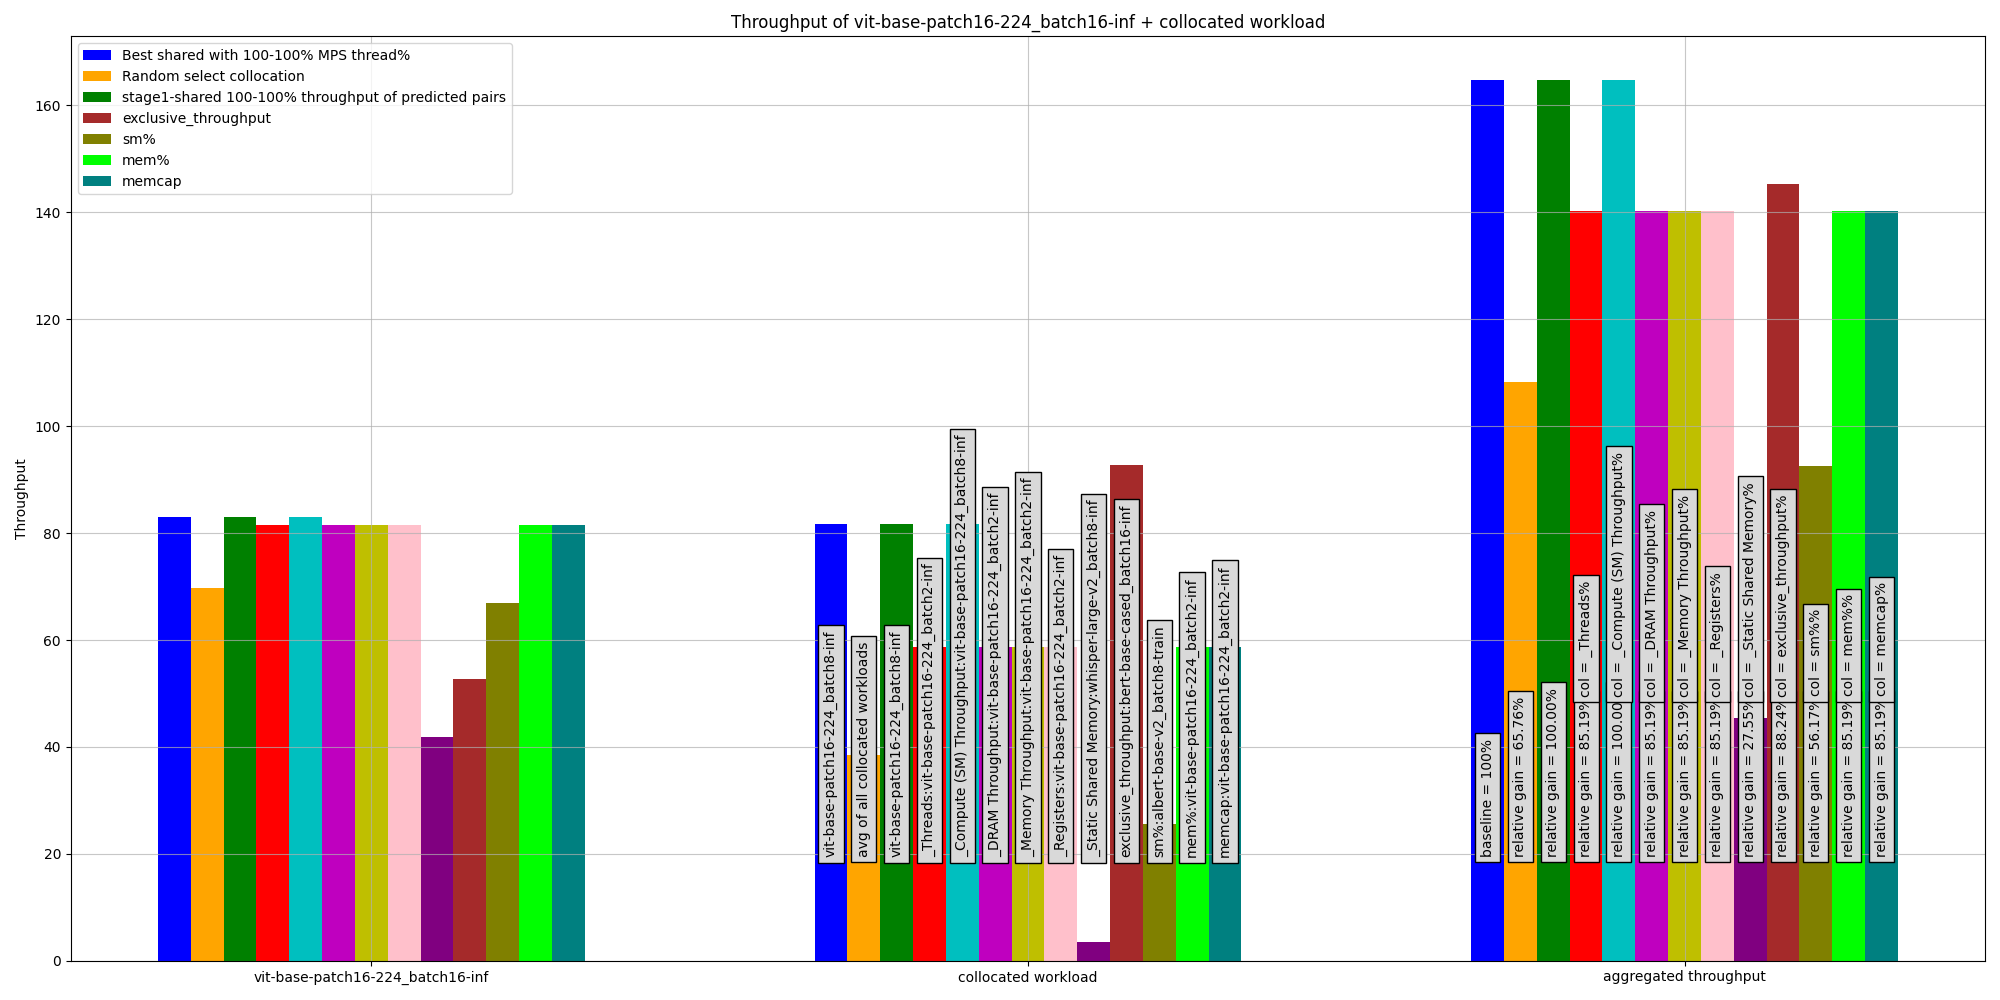 Throughput of vit-base-patch16-224_batch16-inf + collocated workload
Best shared with 100-100% MPS thread%
Random select collocation
stage1-shared 100-100% throughput of predicted pairs
exclusive_throughput
sm%
mem%
memcap
Throughput
160
140
120
100
80
60
40
20
0
vit-base-patch16-224_batch8-inf
avg of all collocated workloads
vit-base-patch16-224_batch8-inf
_Threads:vit-base-patch16-224_batch2-inf
_Compute (SM) Throughput:vit-base-patch16-224_batch8-inf
_DRAM Throughput:vit-base-patch16-224_batch2-inf
_Memory Throughput:vit-base-patch16-224_batch2-inf
_Registers:vit-base-patch16-224_batch2-inf
_Static Shared Memory:whisper-large-v2_batch8-inf
exclusive_throughput:bert-base-cased_batch16-inf
sm%:albert-base-v2_batch8-train
mem%:vit-base-patch16-224_batch2-inf
memcap:vit-base-patch16-224_batch2-inf
baseline = 100%
relative gain = 65.76%
relative gain = 100.00%
relative gain = 85.19%
col = _Threads%
relative gain = 100.00
col = _Compute (SM) Throughput%
relative gain = 85.19%
col = _DRAM Throughput%
relative gain = 85.19%
col = _Memory Throughput%
relative gain = 85.19%
col = _Registers%
relative gain = 27.55%
col = _Static Shared Memory%
relative gain = 88.24%
col = exclusive_throughput%
relative gain = 56.17%
col = sm%%
relative gain = 85.19%
col = mem%%
relative gain = 85.19%
col = memcap%
vit-base-patch16-224_batch16-inf
collocated workload
aggregated throughput